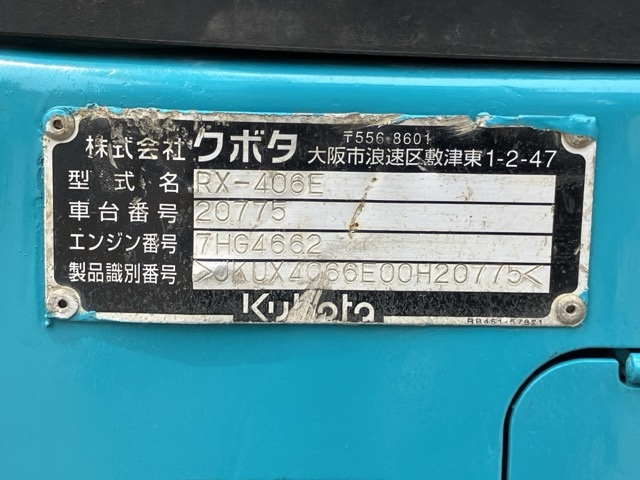 株式会社クボタ 〒556-8601
大阪市浪速区敷津東1-2-47
型式名 RX-406E
車台番号 20775
エンジン番号 7HG4662
製品識別番号 >JKUX4066E00H20775<
Kubota